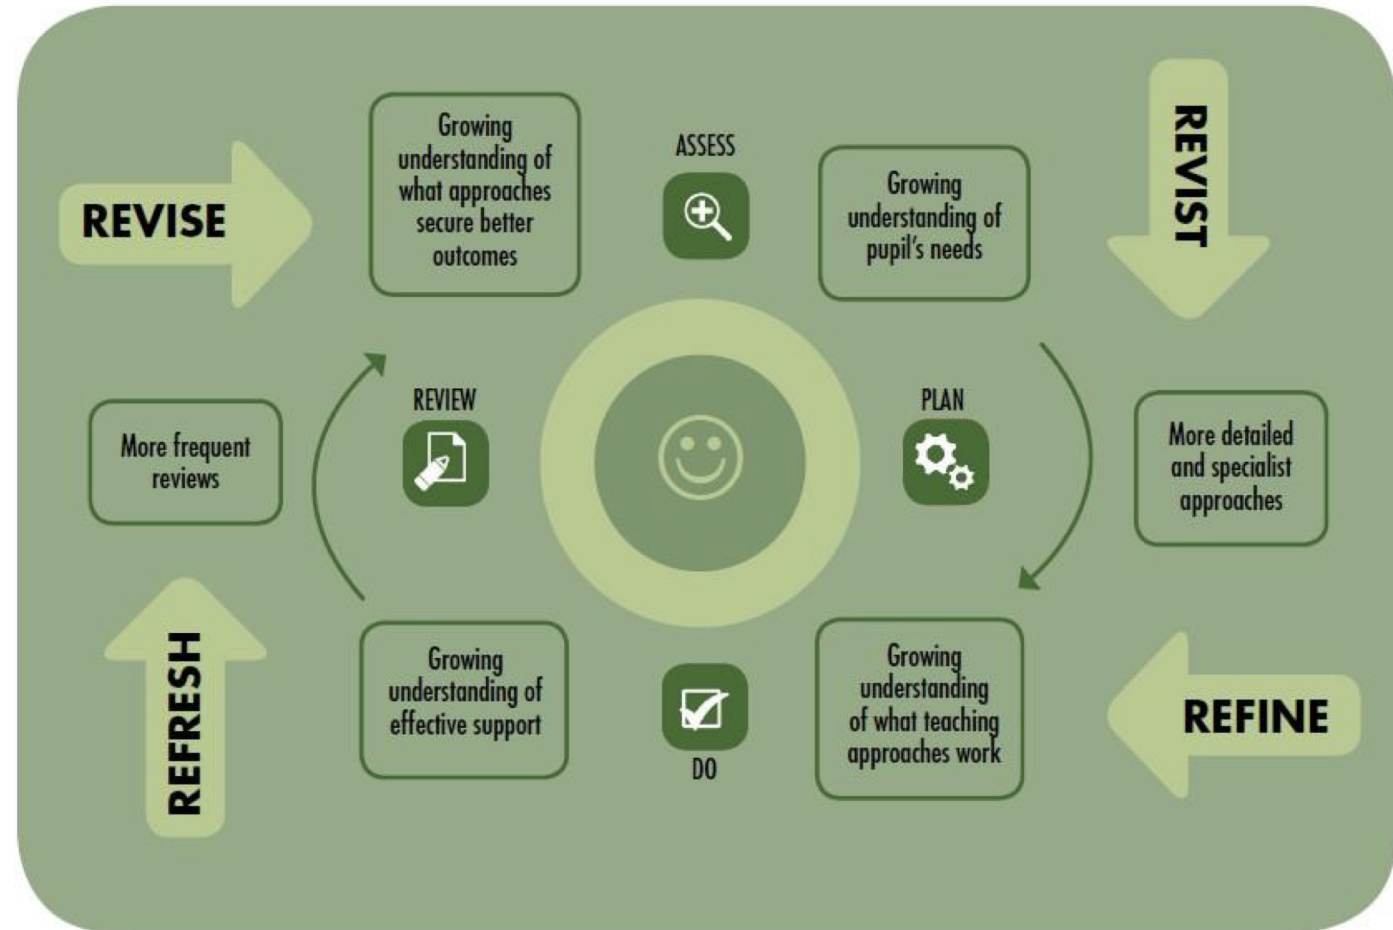 REVISE
Growing
understanding of
what approaches
secure better
outcomes
ASSESS
Growing
understanding of
pupil's needs
REVIST
More frequent
reviews
REVIEW
PLAN
More detailed
and specialist
approaches
REFRESH
Growing
understanding of
effective support
DO
Growing
understanding
of what teaching
approaches work
REFINE